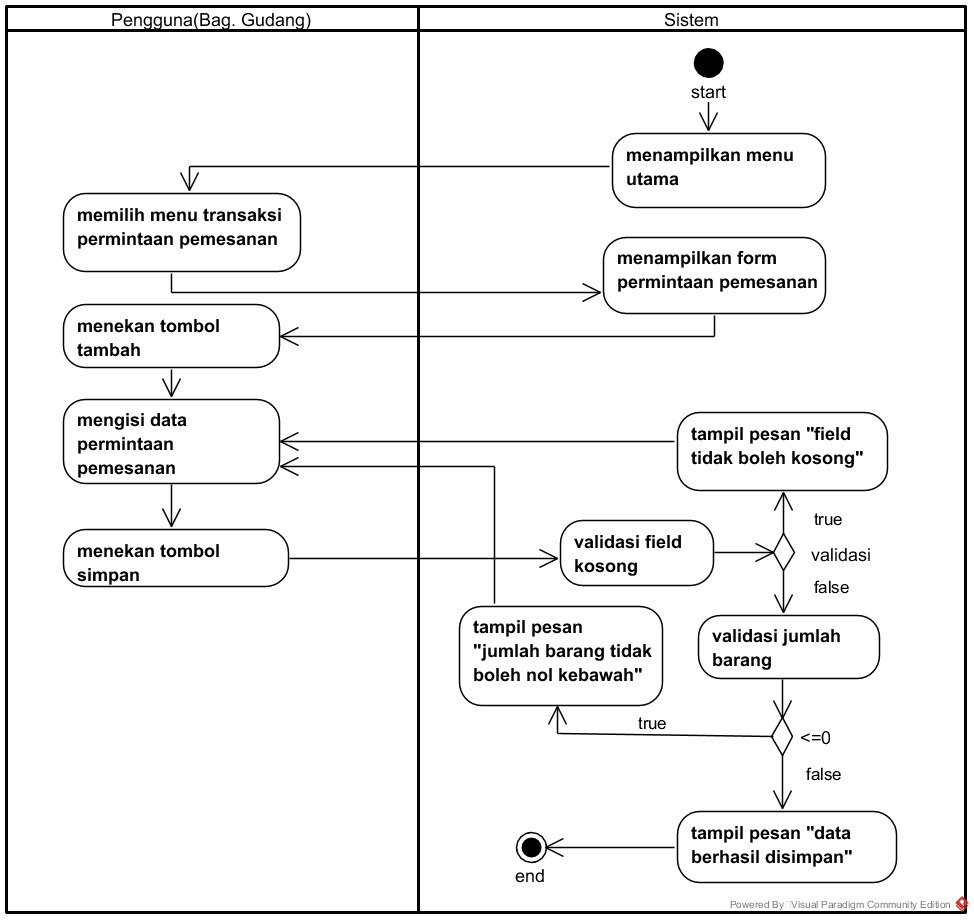 Pengguna(Bag. Gudang)
Sistem
start
menampilkan menu
utama
memilih menu transaksi
permintaan pemesanan
menampilkan form
permintaan pemesanan
menekan tombol
tambah
mengisi data
permintaan
pemesanan
tampil pesan "field
tidak boleh kosong"
true
menekan tombol
simpan
validasi field
kosong
validasi
false
tampil pesan
"jumlah barang tidak
boleh nol kebawah"
validasi jumlah
barang
true
<=0
false
tampil pesan "data
berhasil disimpan"
end
Powered By Visual Paradigm Community Edition